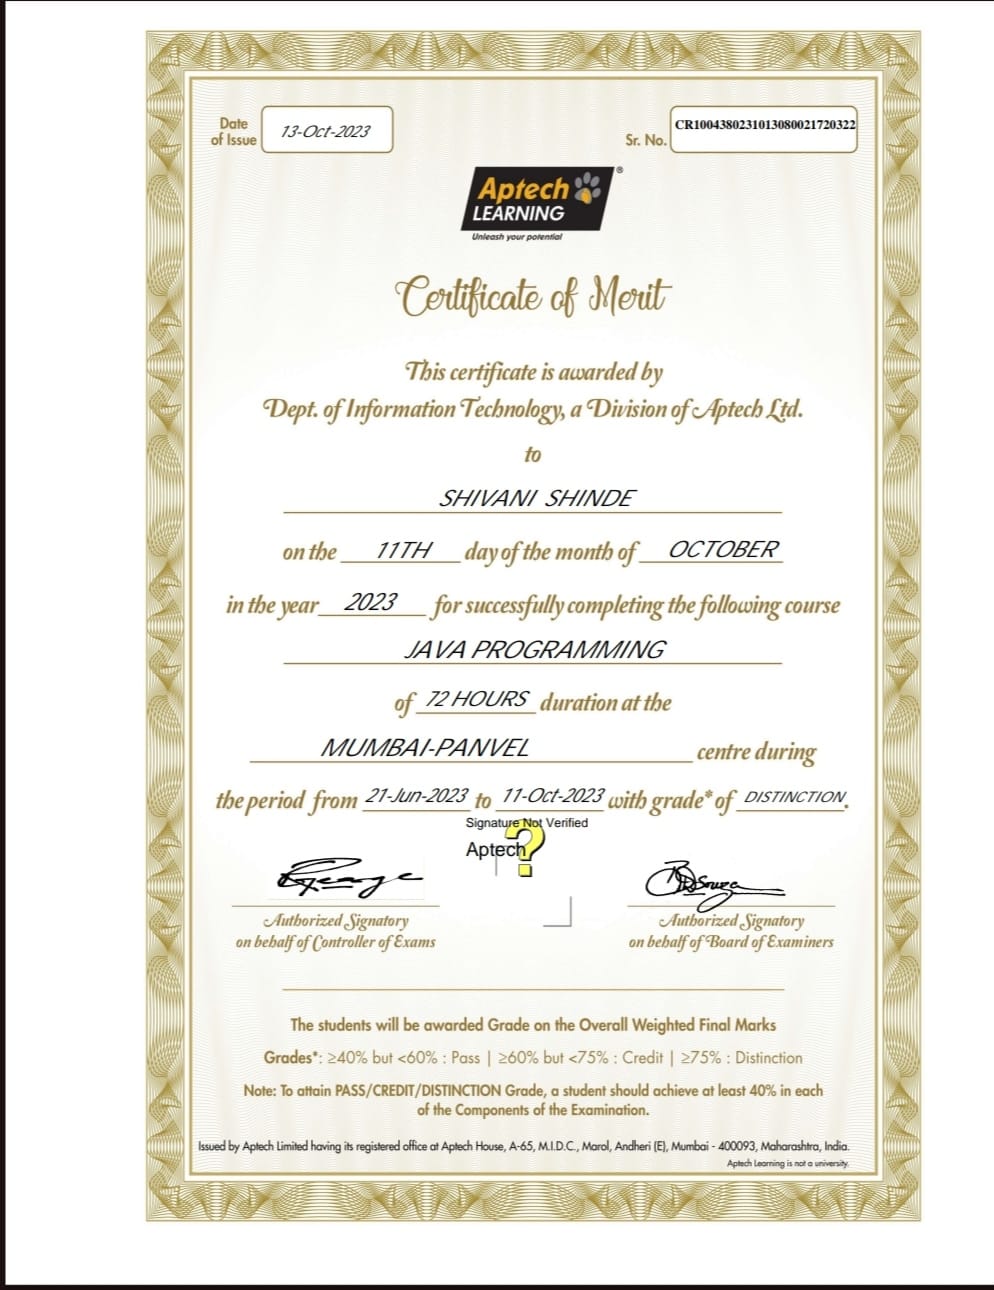 Date
of Issue
13-Oct-2023
Sr. No.
CR1004380231013080021720322
Aptech
LEARNING
®
Unleash your potential
Certificate of Merit
This certificate is awarded by
Dept. of Information Technology, a Division of Aptech Ltd.
to
SHIVANI SHINDE
on the 11TH day of the month of OCTOBER
in the year 2023 for successfully completing the following course
JAVA PROGRAMMING
of 72 HOURS duration at the
MUMBAI-PANVEL centre during
the period from 21-Jun-2023 to 11-Oct-2023 with grade* of DISTINCTION.
Signature Not Verified
Aptech
?
George
BDSouza
Authorized Signatory
on behalf of Controller of Exams
Authorized Signatory
on behalf of Board of Examiners
The students will be awarded Grade on the Overall Weighted Final Marks
Grades*: ≥40% but <60% : Pass | ≥60% but <75% : Credit | ≥75% : Distinction
Note: To attain PASS/CREDIT/DISTINCTION Grade, a student should achieve at least 40% in each
of the Components of the Examination.
Issued by Aptech Limited having its registered office at Aptech House, A-65, M.I.D.C., Marol, Andheri (E), Mumbai - 400093, Maharashtra, India.
Aptech Learning is not a university.